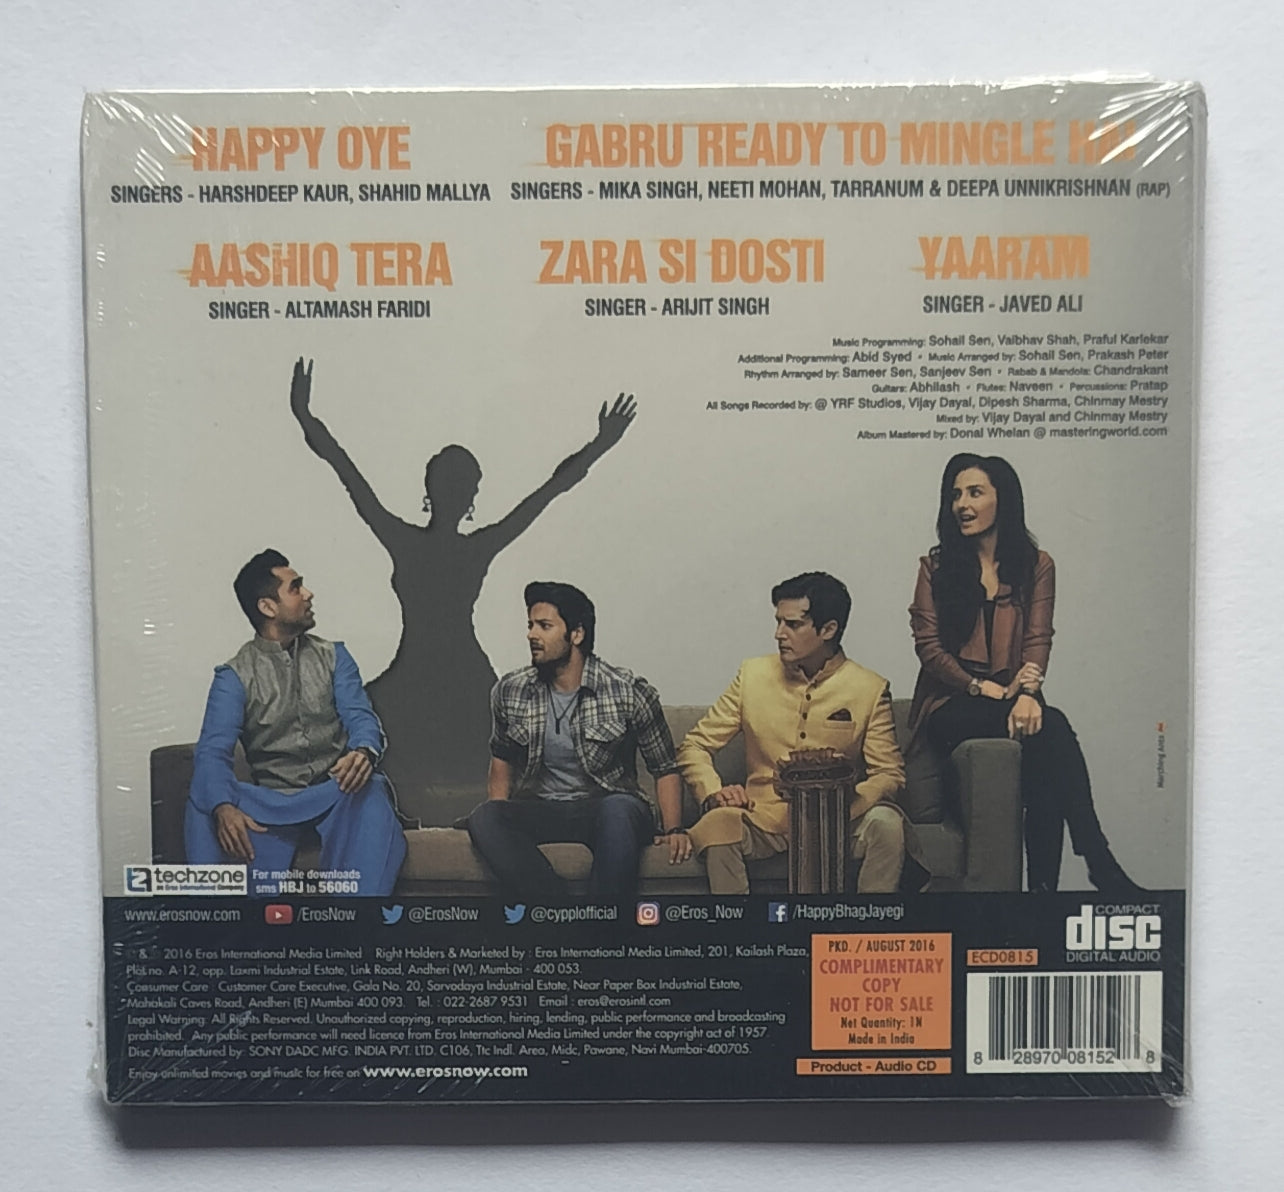 HAPPY OYE
SINGERS - HARSHDEEP KAUR, SHAHID MALLYA
GABRU READY TO MINGLE HAI
SINGERS - MIKA SINGH, NEETI MOHAN, TARRANUM & DEEPA UNNIKRISHNAN (RAP)
AASHIQ TERA
SINGER - ALTAMASH FARIDI
ZARA SI DOSTI
SINGER - ARIJIT SINGH
YAARAM
SINGER - JAVED ALI
Music Programming: Sohail Sen, Vaibhav Shah, Praful Karlekar
Additional Programming: Abid Syed • Music Arranged by: Sohail Sen, Prakash Peter
Rhythm Arranged by: Sameer Sen, Sanjeev Sen • Rabab & Mandola: Chandrakant
Guitars: Abhilash • Flutes: Naveen • Percussions: Pratap
All Songs Recorded by: @ YRF Studios, Vijay Dayal, Dipesh Sharma, Chinmay Mestry
Mixed by: Vijay Dayal and Chinmay Mestry
Album Mastered by: Donal Whelan @ masteringworld.com
Marching Ants
techzone
an Eros International Company
For mobile downloads
sms HBJ to 56060
www.erosnow.com /ErosNow @ErosNow @cypplofficial @Eros_Now /HappyBhagJayegi
& 2016 Eros International Media Limited Right Holders & Marketed by : Eros International Media Limited, 201, Kailash Plaza,
Plot no. A-12, opp. Laxmi Industrial Estate, Link Road, Andheri (W), Mumbai - 400 053.
Consumer Care : Customer Care Executive, Gala No. 20, Sarvodaya Industrial Estate, Near Paper Box Industrial Estate,
Mahakali Caves Road, Andheri (E) Mumbai 400 093. Tel. : 022-2687 9531 Email : eros@erosintl.com
Legal Warning: All Rights Reserved. Unauthorized copying, reproduction, hiring, lending, public performance and broadcasting
prohibited. Any public performance will need licence from Eros International Media Limited under the copyright act of 1957.
Disc Manufactured by: SONY DADC MFG. INDIA PVT. LTD. C106, Ttc Indl. Area, Midc, Pawane, Navi Mumbai-400705.
Enjoy unlimited movies and music for free on www.erosnow.com
PKD. / AUGUST 2016
COMPLIMENTARY
COPY
NOT FOR SALE
Net Quantity: 1N
Made in India
Product - Audio CD
COMPACT
disc
DIGITAL AUDIO
ECD0815
8 28970 08152 8